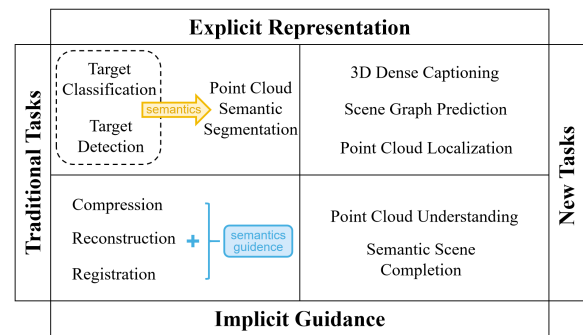 Explicit Representation
Traditional Tasks
Target
Classification
Target
Detection
semantics
Point Cloud
Semantic
Segmentation
3D Dense Captioning
Scene Graph Prediction
Point Cloud Localization
New Tasks
Compression
Reconstruction
Registration
+
semantics
guidence
Point Cloud Understanding
Semantic Scene
Completion
Implicit Guidance